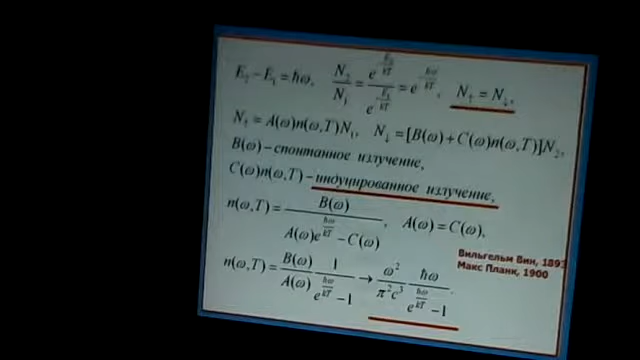 E₂ − E₁ = ħω, N₂/N₁ = e^(−E₂/kT)/e^(−E₁/kT) = e^(−ħω/kT), N↑ = N↓,
N↑ = A(ω)n(ω,T)N₁, N↓ = [B(ω) + C(ω)n(ω,T)]N₂,
B(ω) – спонтанное излучение,
C(ω)n(ω,T) – индуцированное излучение,
n(ω,T) = B(ω)/(A(ω)e^(ħω/kT) − C(ω)), A(ω) = C(ω),
Вильгельм Вин, 1893
Макс Планк, 1900
n(ω,T) = B(ω)/A(ω) 1/(e^(ħω/kT) − 1) → ω²/(π²c³) ħω/(e^(ħω/kT) − 1).